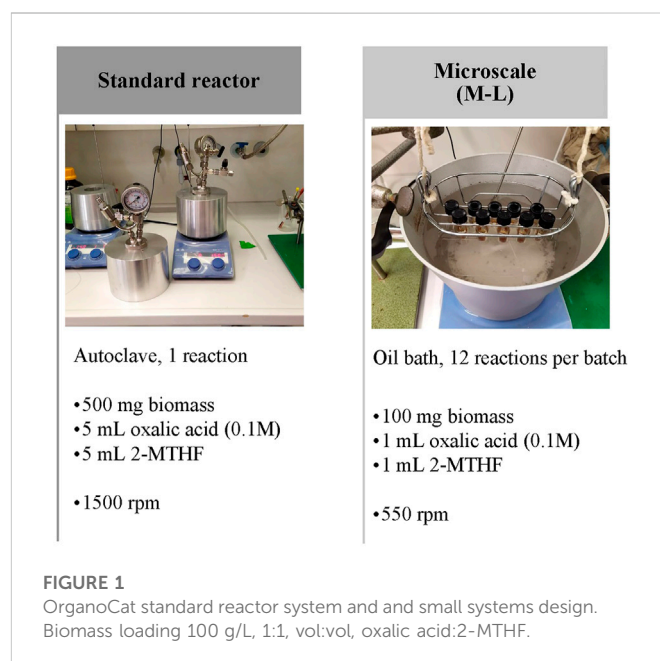 Standard reactor
Autoclave, 1 reaction
•500 mg biomass
•5 mL oxalic acid (0.1M)
•5 mL 2-MTHF
•1500 rpm
Microscale
(M-L)
Oil bath, 12 reactions per batch
•100 mg biomass
•1 mL oxalic acid (0.1M)
•1 mL 2-MTHF
•550 rpm
FIGURE 1
OrganoCat standard reactor system and and small systems design.
Biomass loading 100 g/L, 1:1, vol:vol, oxalic acid:2-MTHF.